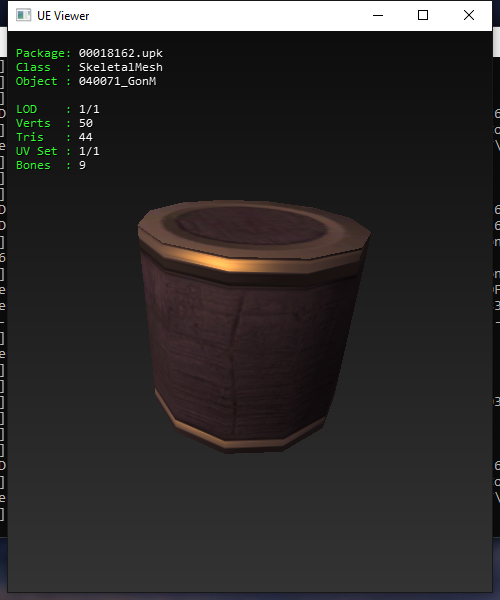 UE Viewer
Package: 00018162.upk
Class  : SkeletalMesh
Object : 040071_GonM
LOD    : 1/1
Verts  : 50
Tris   : 44
UV Set : 1/1
Bones  : 9